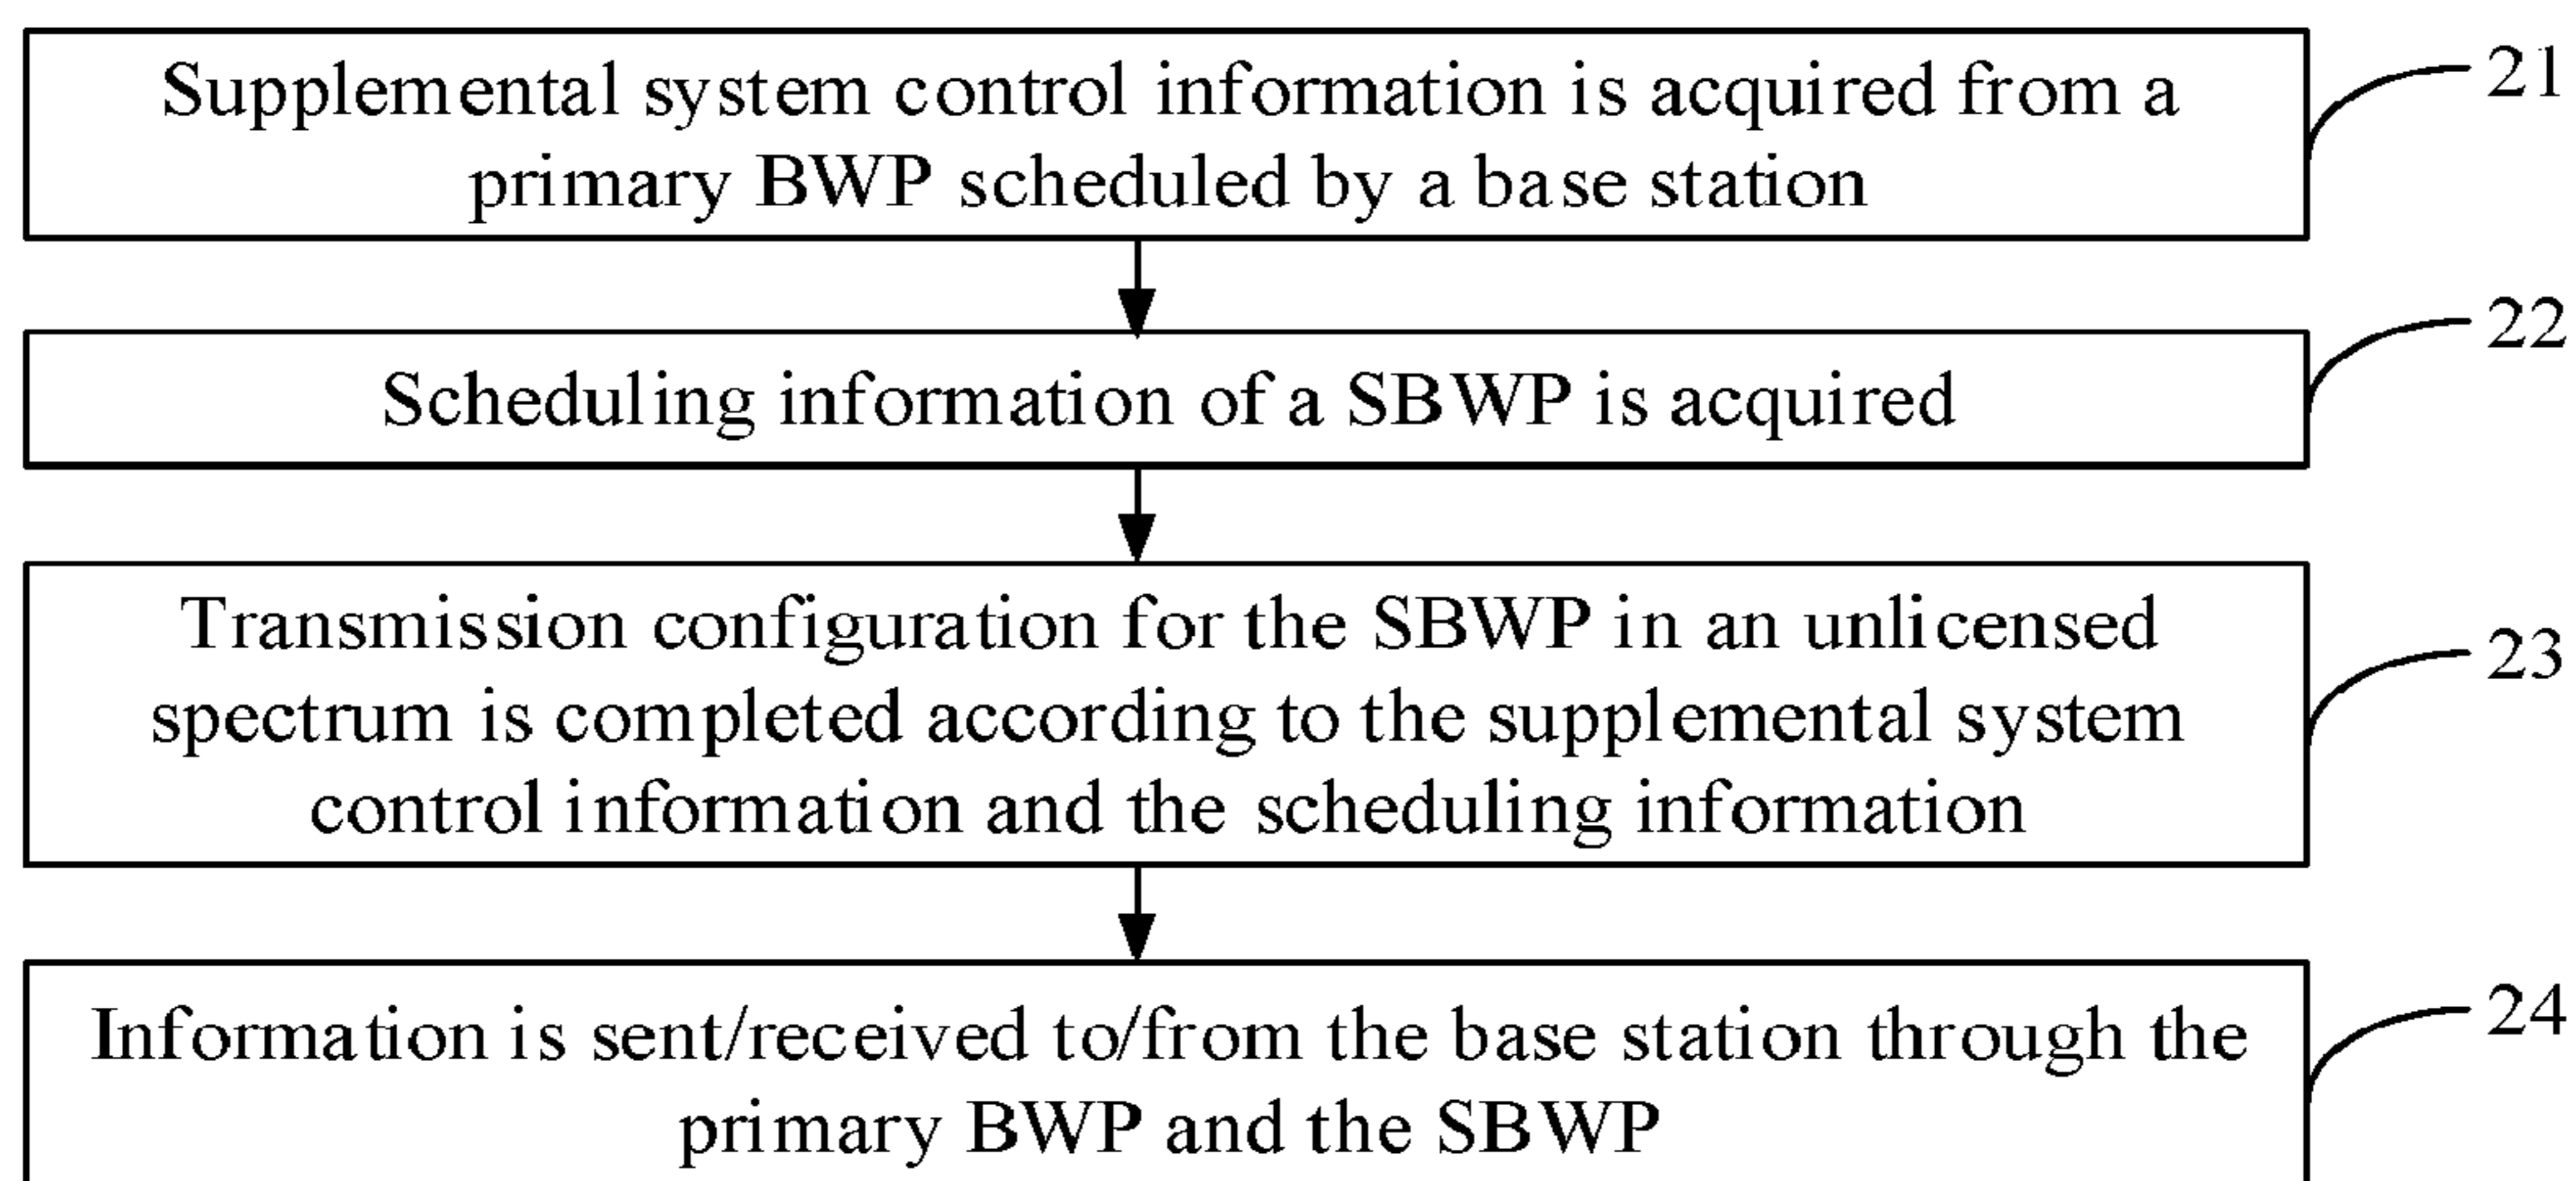 Supplemental system control information is acquired from a
primary BWP scheduled by a base station
21
Scheduling information of a SBWP is acquired
22
Transmission configuration for the SBWP in an unlicensed
spectrum is completed according to the supplemental system
control information and the scheduling information
23
Information is sent/received to/from the base station through the
primary BWP and the SBWP
24